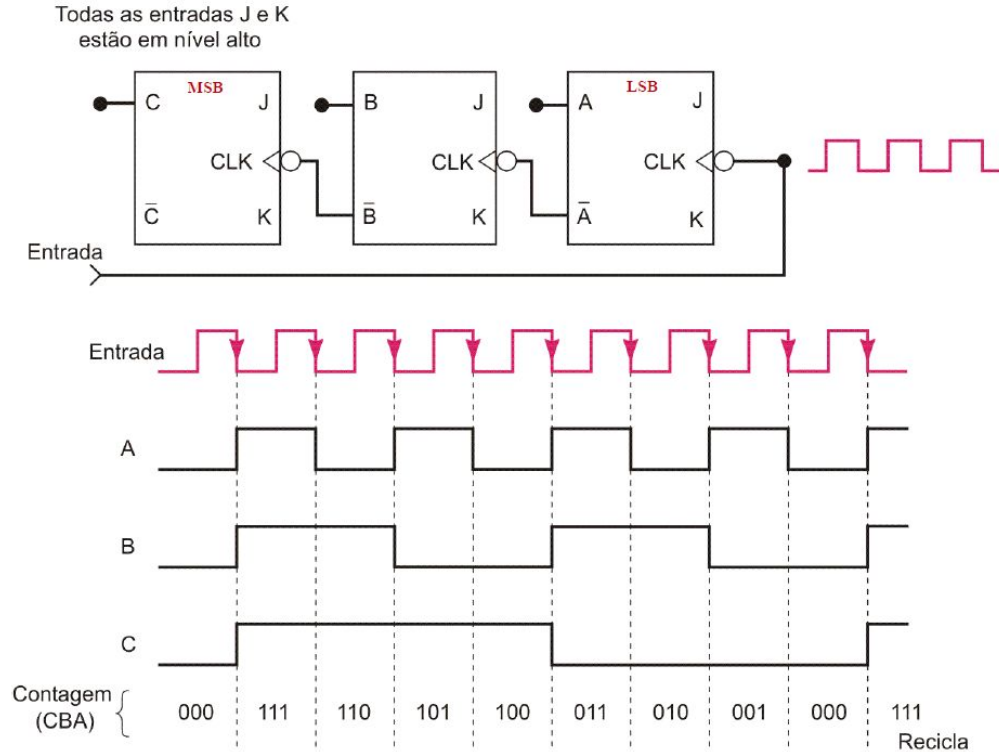 Todas as entradas J e K
estão em nível alto
MSB
LSB
C J B J A J
CLK CLK CLK
C̅ K B̅ K A̅ K
Entrada
Entrada
A
B
C
Contagem
(CBA)
000 111 110 101 100 011 010 001 000 111
Recicla